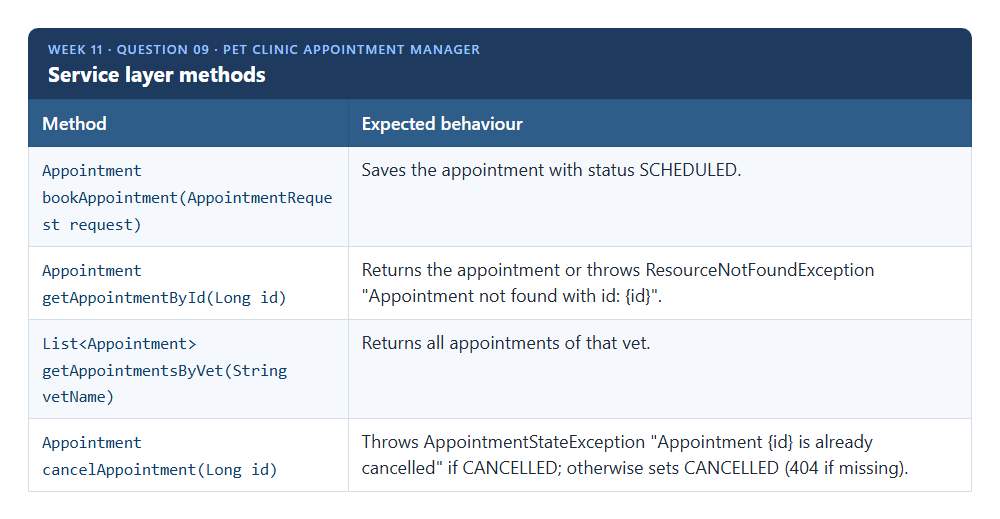 WEEK 11 · QUESTION 09 · PET CLINIC APPOINTMENT MANAGER
Service layer methods
Method
Expected behaviour
Appointment
bookAppointment(AppointmentReque
st request)
Saves the appointment with status SCHEDULED.
Appointment
getAppointmentById(Long id)
Returns the appointment or throws ResourceNotFoundException
"Appointment not found with id: {id}".
List<Appointment>
getAppointmentsByVet(String
vetName)
Returns all appointments of that vet.
Appointment
cancelAppointment(Long id)
Throws AppointmentStateException "Appointment {id} is already
cancelled" if CANCELLED; otherwise sets CANCELLED (404 if missing).